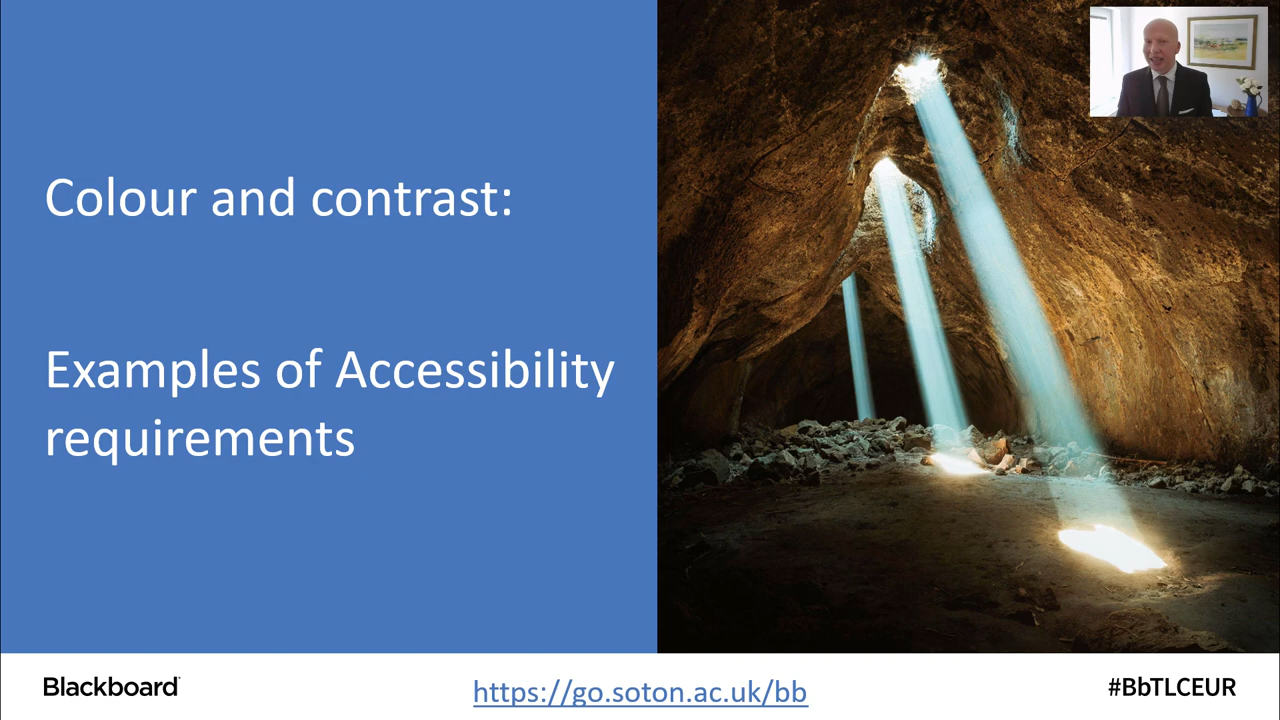 Colour and contrast:
Examples of Accessibility
requirements
Blackboard
https://go.soton.ac.uk/bb
#BbTLCEUR